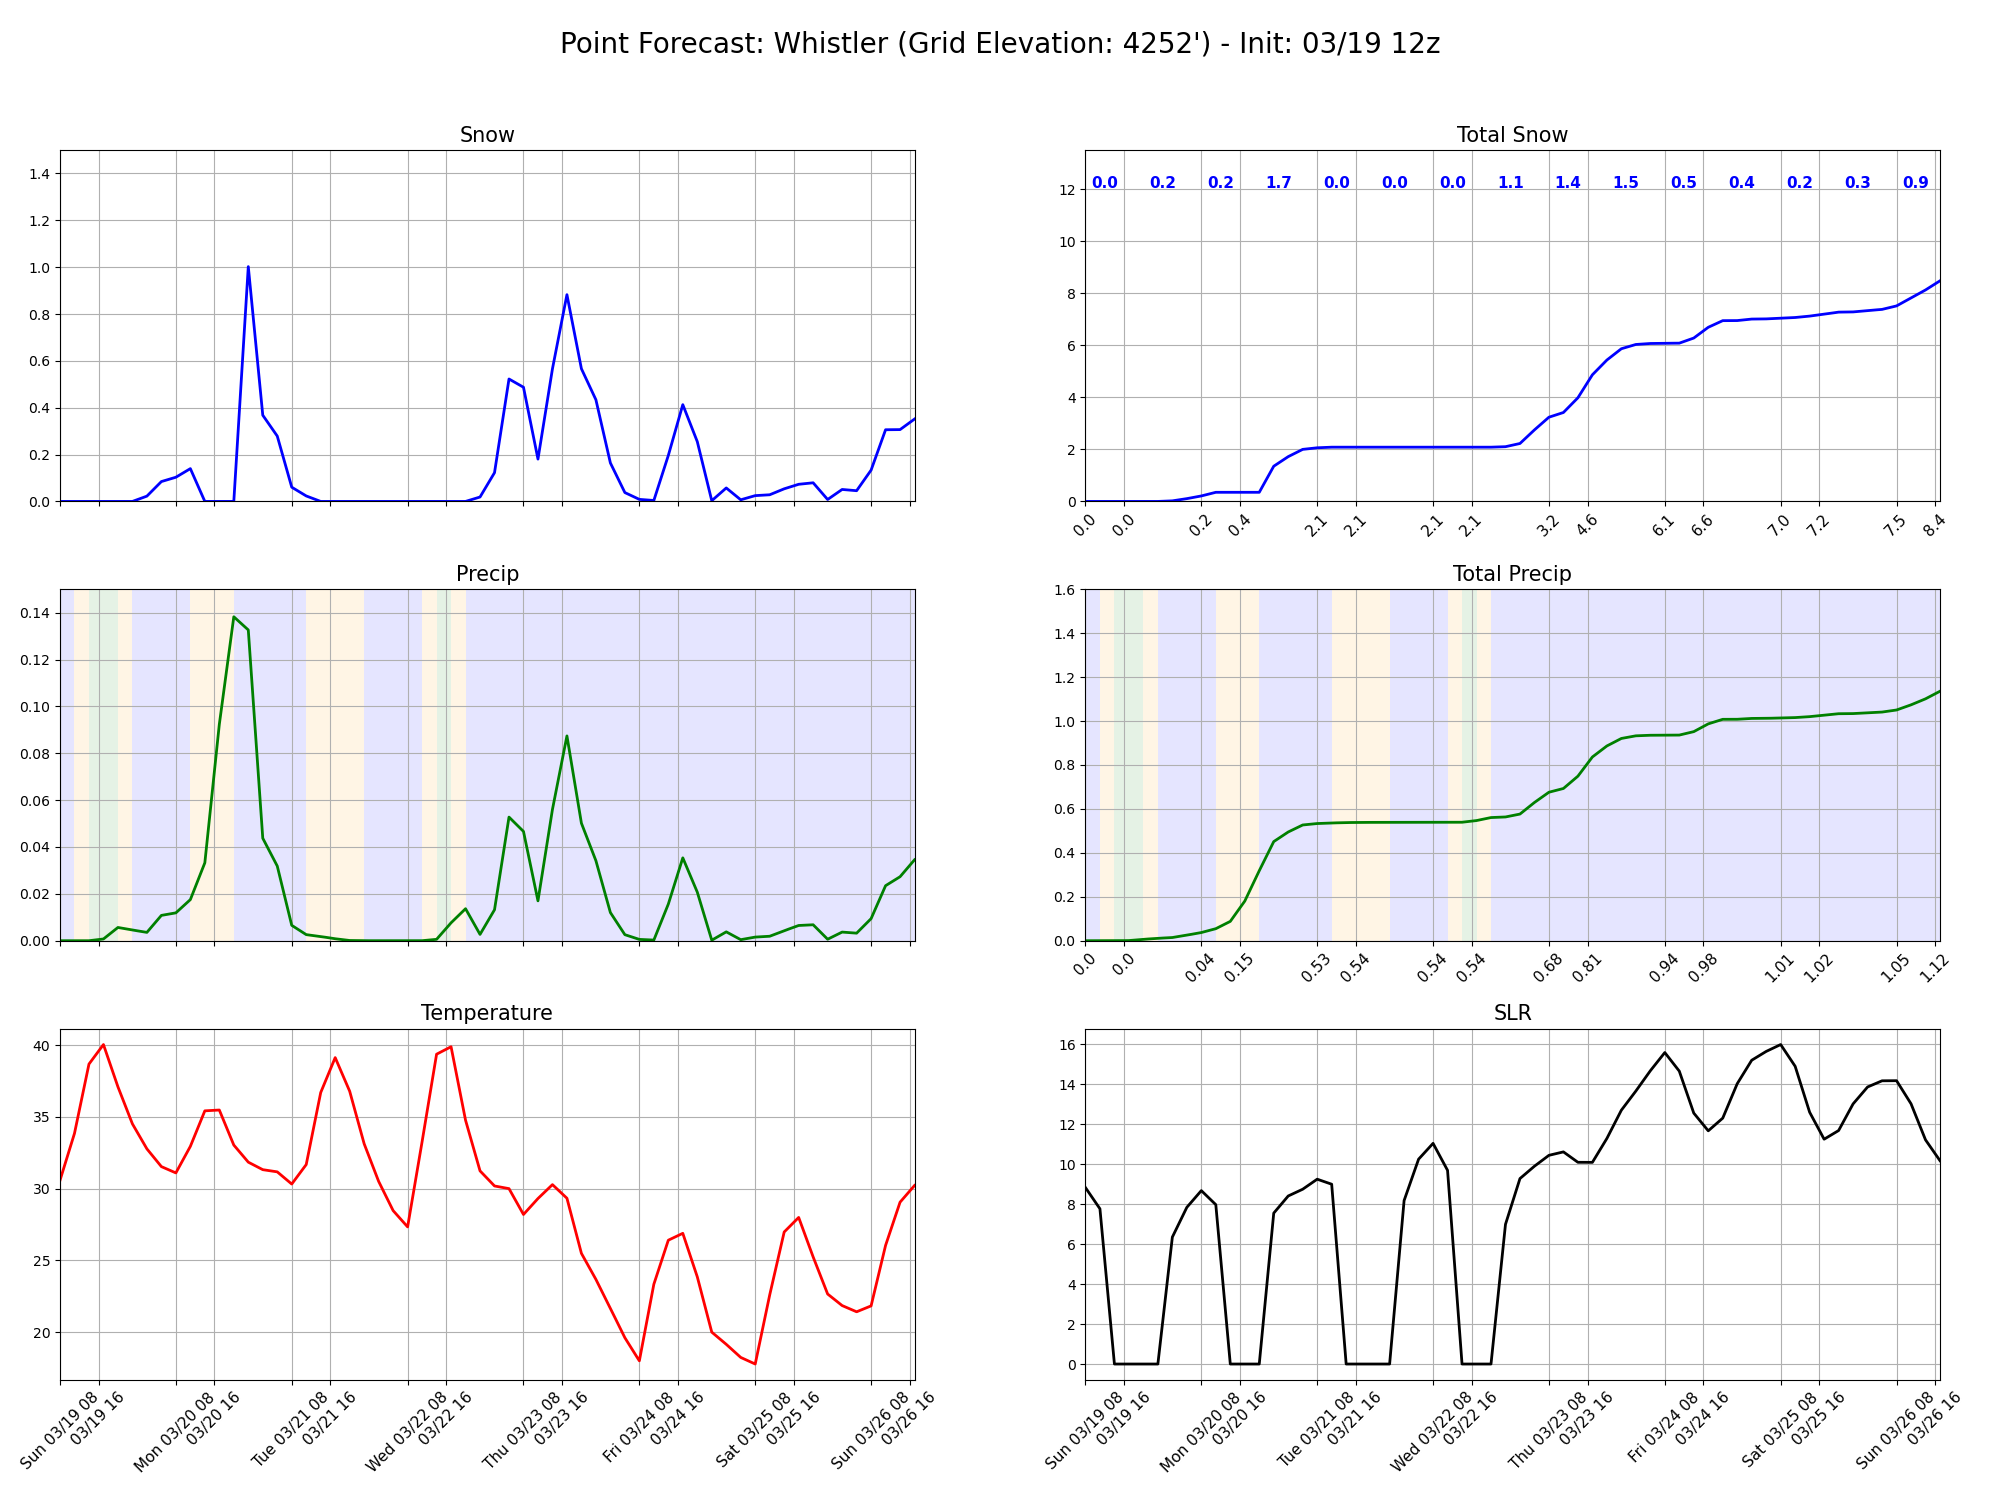 Point Forecast: Whistler (Grid Elevation: 4252') - Init: 03/19 12z
Snow
1.4
1.2
1.0
0.8
0.6
0.4
0.2
0.0
Total Snow
0.0 0.2 0.2 1.7 0.0 0.0 0.0 1.1 1.4 1.5 0.5 0.4 0.2 0.3 0.9
12
10
8
6
4
2
0
0.0 0.0 0.2 0.4 2.1 2.1 2.1 2.1 3.2 4.6 6.1 6.6 7.0 7.2 7.5 8.4
Precip
0.14
0.12
0.10
0.08
0.06
0.04
0.02
0.00
Total Precip
1.6
1.4
1.2
1.0
0.8
0.6
0.4
0.2
0.0
0.0 0.0 0.04 0.15 0.53 0.54 0.54 0.54 0.68 0.81 0.94 0.98 1.01 1.02 1.05 1.12
Temperature
40
35
30
25
20
Sun 03/19 08
03/19 16
Mon 03/20 08
03/20 16
Tue 03/21 08
03/21 16
Wed 03/22 08
03/22 16
Thu 03/23 08
03/23 16
Fri 03/24 08
03/24 16
Sat 03/25 08
03/25 16
Sun 03/26 08
03/26 16
SLR
16
14
12
10
8
6
4
2
0
Sun 03/19 08
03/19 16
Mon 03/20 08
03/20 16
Tue 03/21 08
03/21 16
Wed 03/22 08
03/22 16
Thu 03/23 08
03/23 16
Fri 03/24 08
03/24 16
Sat 03/25 08
03/25 16
Sun 03/26 08
03/26 16